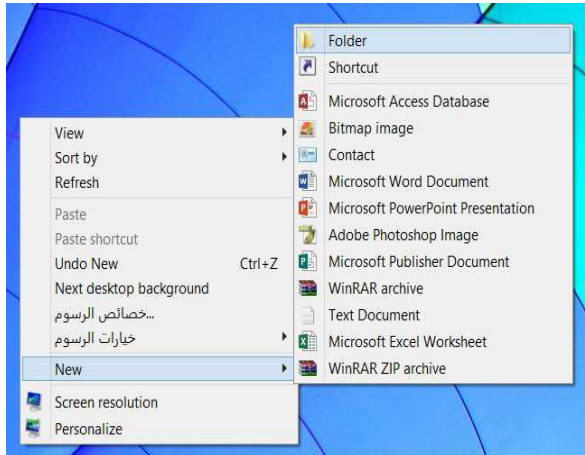 View
Sort by
Refresh
Paste
Paste shortcut
Undo New Ctrl+Z
Next desktop background
خصائص الرسوم...
خيارات الرسوم
New
Screen resolution
Personalize
Folder
Shortcut
Microsoft Access Database
Bitmap image
Contact
Microsoft Word Document
Microsoft PowerPoint Presentation
Adobe Photoshop Image
Microsoft Publisher Document
WinRAR archive
Text Document
Microsoft Excel Worksheet
WinRAR ZIP archive